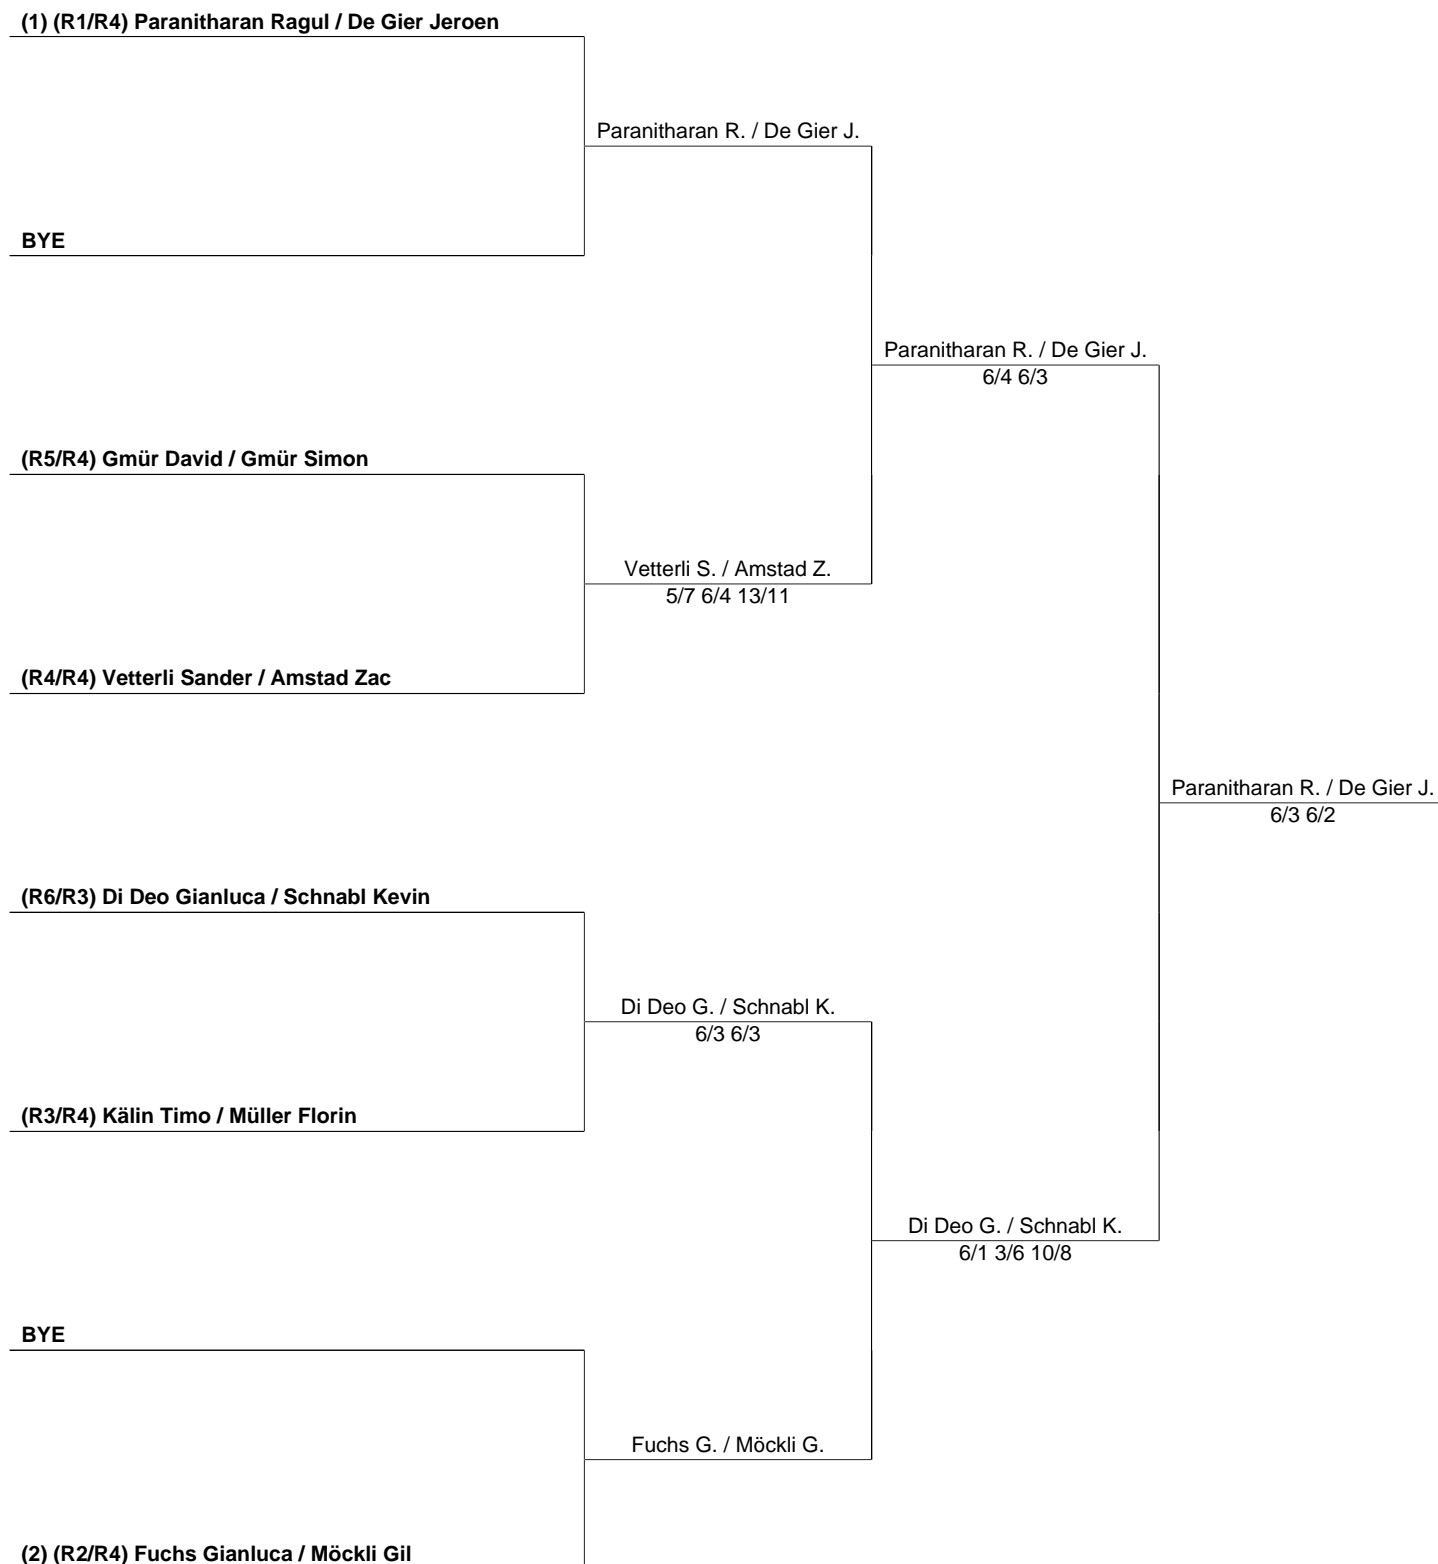 (1) (R1/R4) Paranitharan Ragul / De Gier Jeroen
Paranitharan R. / De Gier J.
BYE
Paranitharan R. / De Gier J.
6/4 6/3
(R5/R4) Gmür David / Gmür Simon
Vetterli S. / Amstad Z.
5/7 6/4 13/11
(R4/R4) Vetterli Sander / Amstad Zac
Paranitharan R. / De Gier J.
6/3 6/2
(R6/R3) Di Deo Gianluca / Schnabl Kevin
Di Deo G. / Schnabl K.
6/3 6/3
(R3/R4) Kälin Timo / Müller Florin
Di Deo G. / Schnabl K.
6/1 3/6 10/8
BYE
Fuchs G. / Möckli G.
(2) (R2/R4) Fuchs Gianluca / Möckli Gil